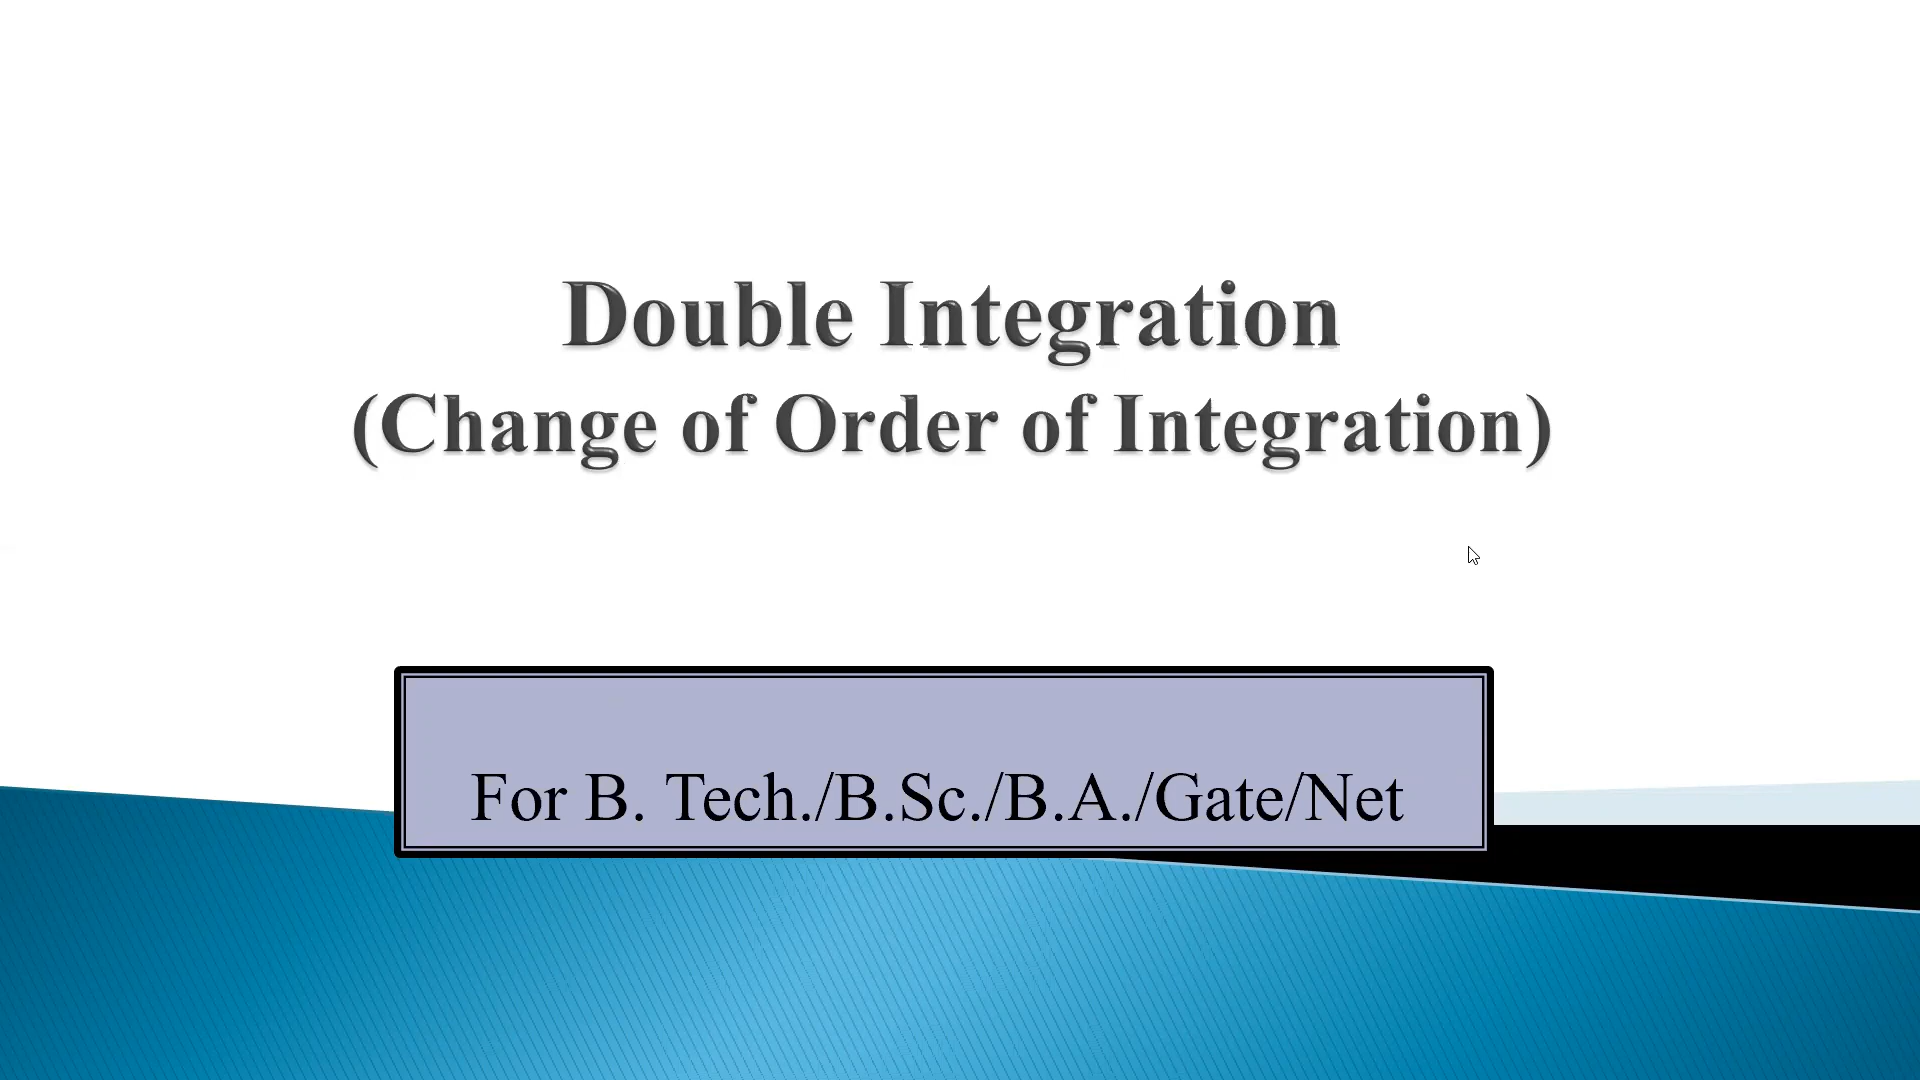 Double Integration
(Change of Order of Integration)
For B. Tech./B.Sc./B.A./Gate/Net